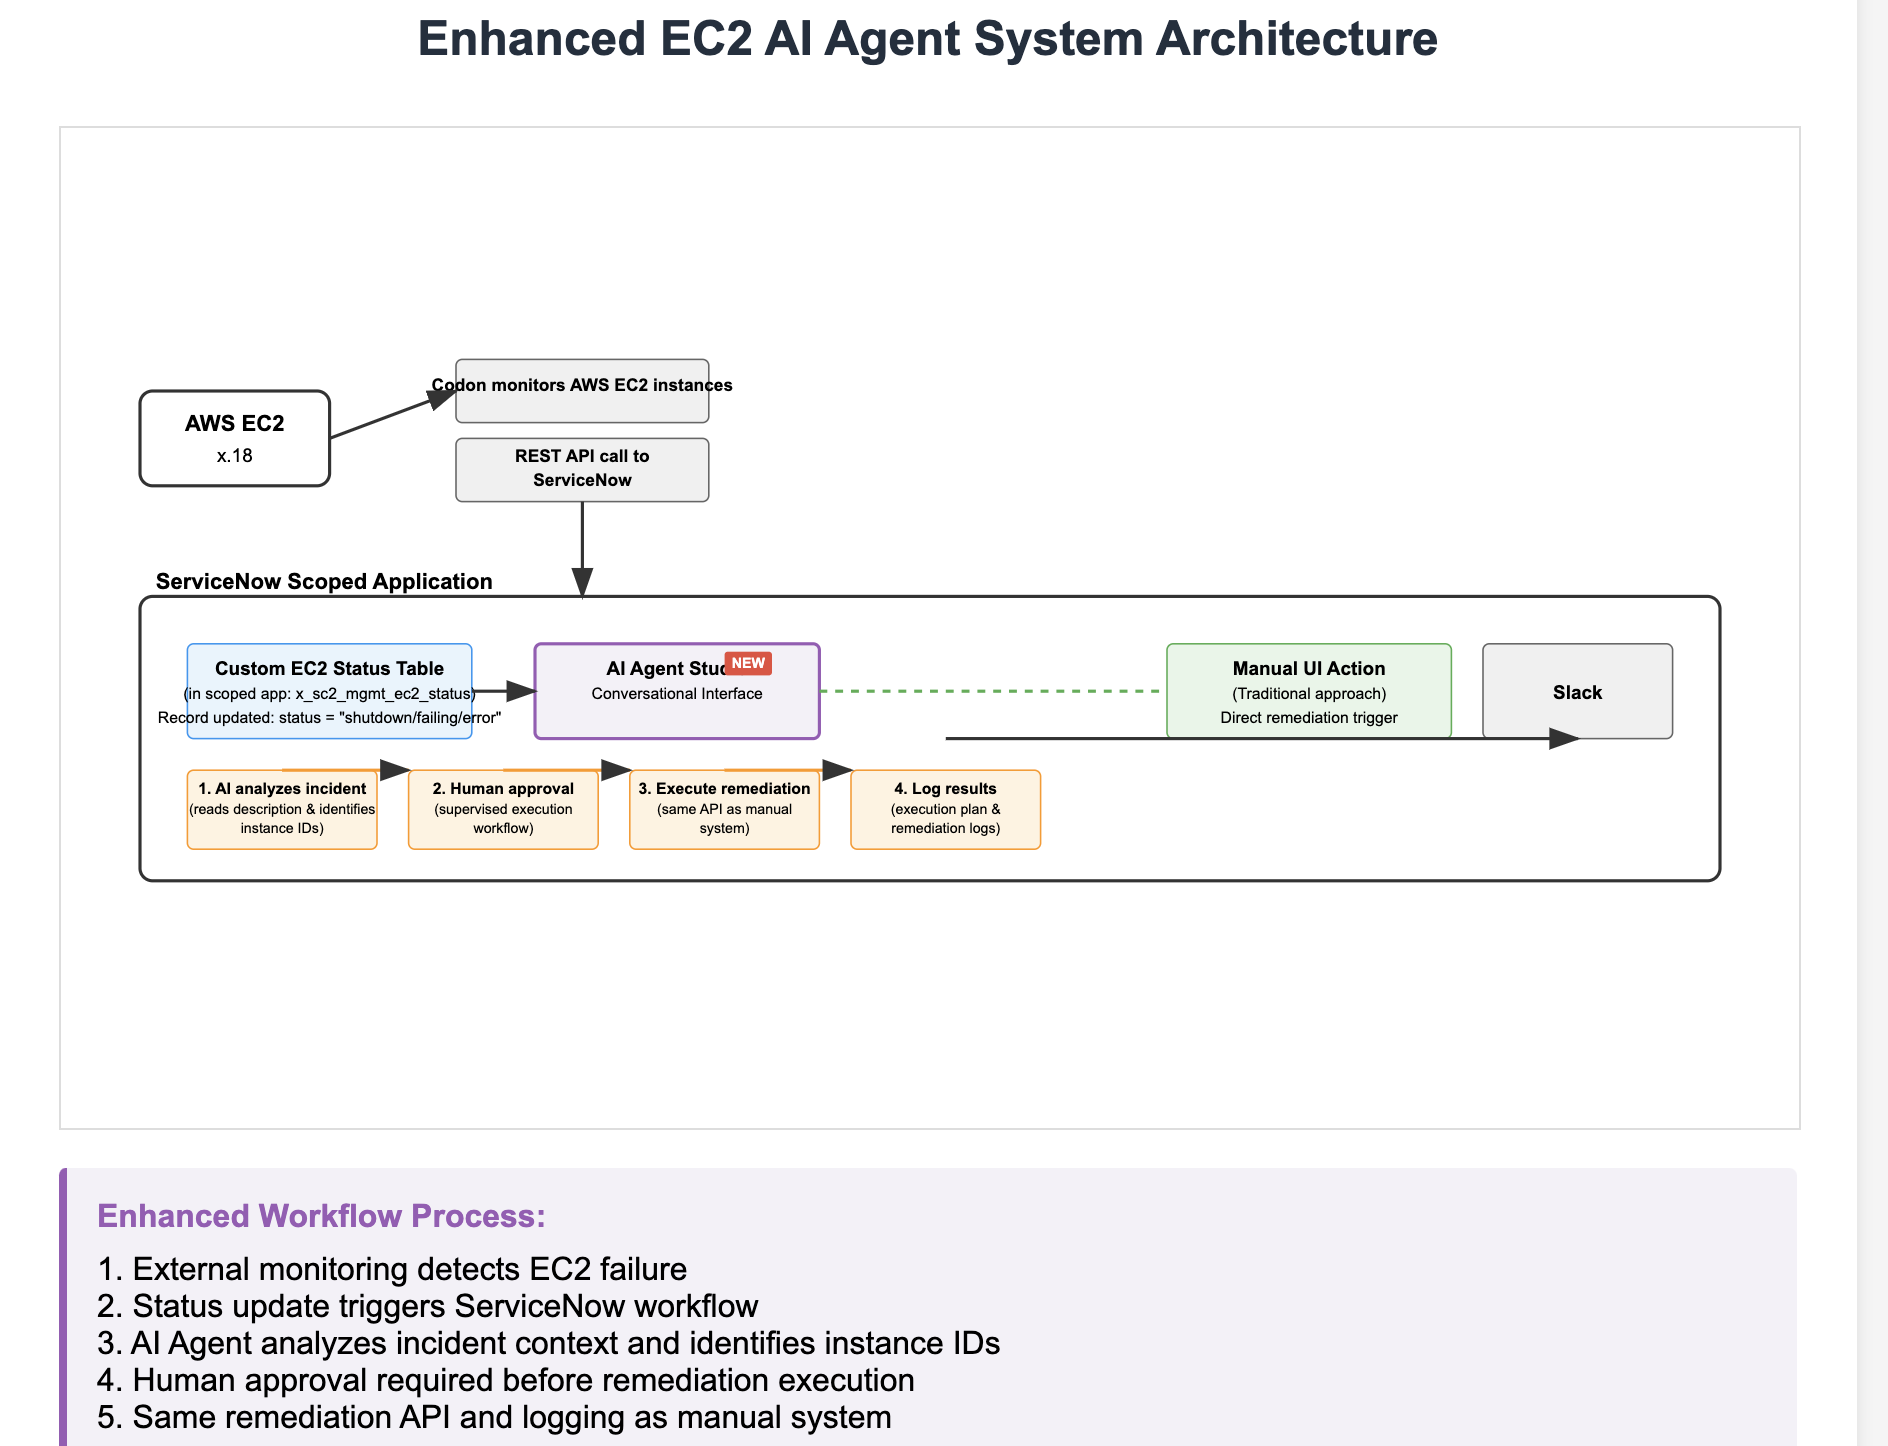 Enhanced EC2 AI Agent System Architecture
Codon monitors AWS EC2 instances
AWS EC2
x.18
REST API call to
ServiceNow
ServiceNow Scoped Application
Custom EC2 Status Table
(in scoped app: x_sc2_mgmt_ec2_status)
Record updated: status = "shutdown/failing/error"
AI Agent Stud
NEW
Conversational Interface
Manual UI Action
(Traditional approach)
Direct remediation trigger
Slack
1. AI analyzes incident
(reads description & identifies
instance IDs)
2. Human approval
(supervised execution
workflow)
3. Execute remediation
(same API as manual
system)
4. Log results
(execution plan &
remediation logs)
Enhanced Workflow Process:
1. External monitoring detects EC2 failure
2. Status update triggers ServiceNow workflow
3. AI Agent analyzes incident context and identifies instance IDs
4. Human approval required before remediation execution
5. Same remediation API and logging as manual system